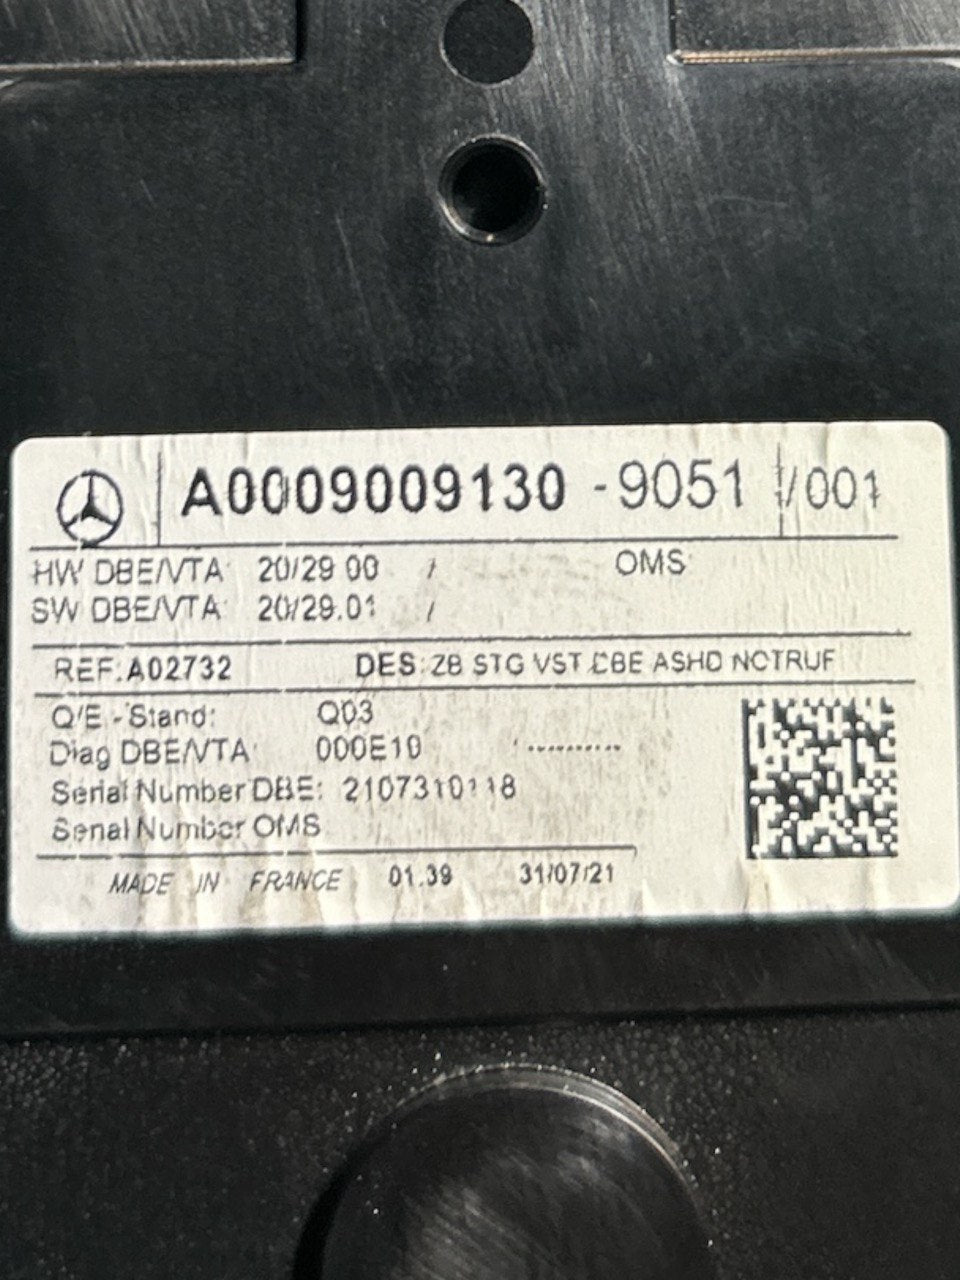 A0009009130 - 9051 /001
HW DBE/VTA: 20/29 00 / OMS
SW DBE/VTA: 20/29.01 /
REF: A02732 DES: ZB STG VST DBE ASHD NOTRUF
Q/E - Stand: Q03
Diag DBE/VTA: 000E10 ----------
Serial Number DBE: 2107310118
Serial Number OMS
MADE IN FRANCE 01.39 31/07/21